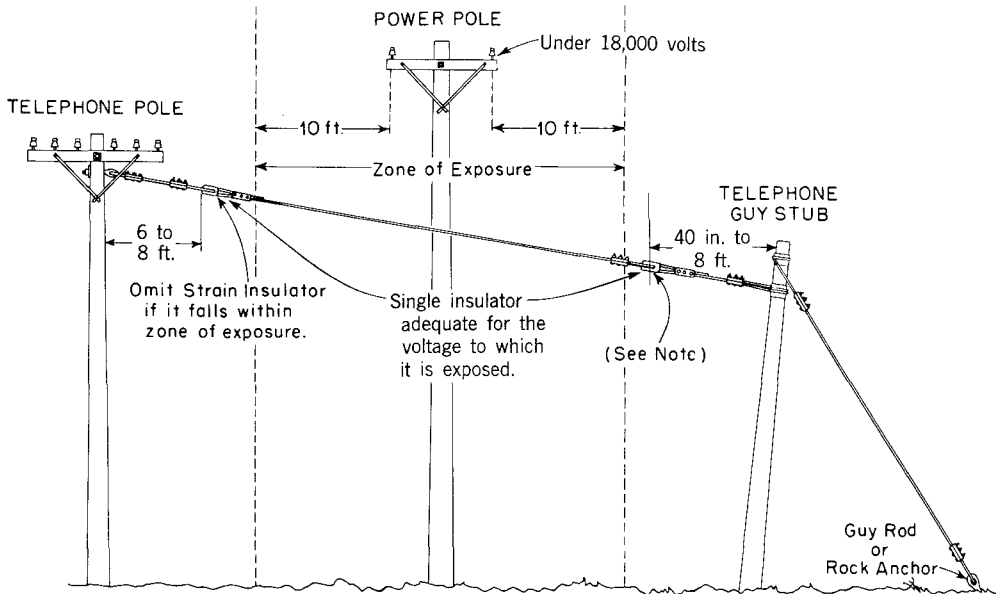 POWER POLE
Under 18,000 volts
TELEPHONE POLE
10 ft.
10 ft.
Zone of Exposure
TELEPHONE
GUY STUB
6 to
8 ft.
40 in. to
8 ft.
Omit Strain Insulator
if it falls within
zone of exposure.
Single insulator
adequate for the
voltage to which
it is exposed.
(See Note)
Guy Rod
or
Rock Anchor